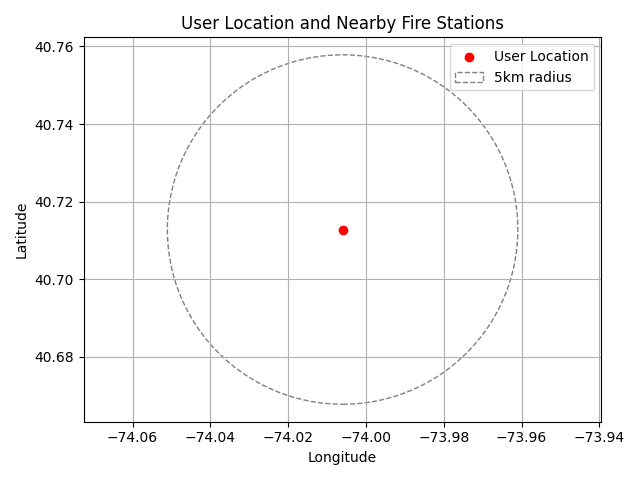 User Location and Nearby Fire Stations
User Location
5km radius
40.76
40.74
40.72
40.70
40.68
Latitude
−74.06 −74.04 −74.02 −74.00 −73.98 −73.96 −73.94
Longitude